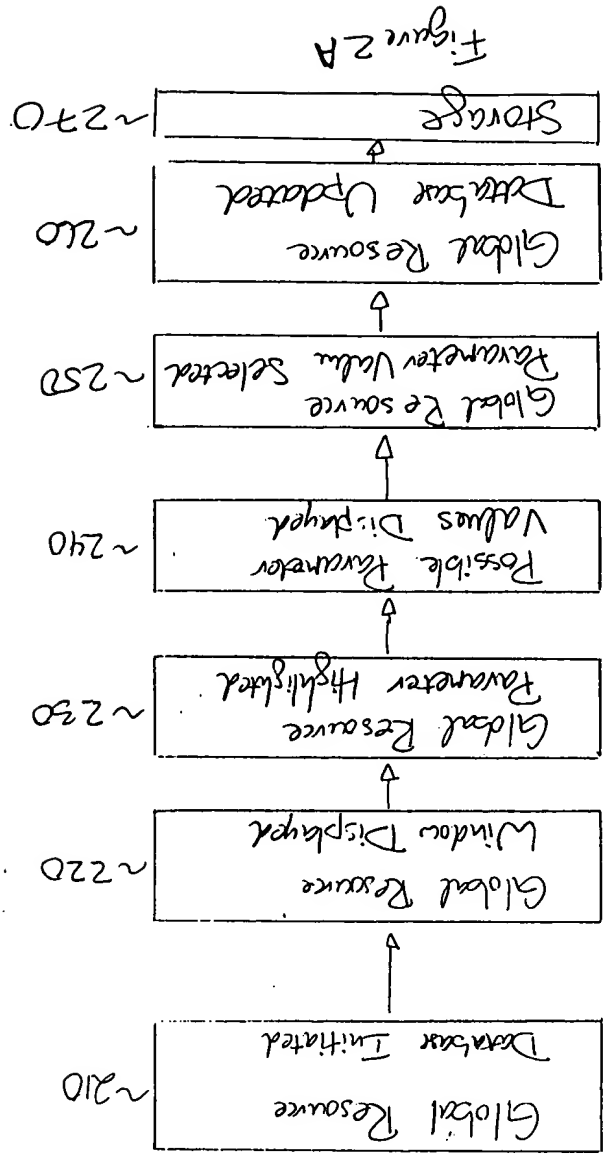 Global Resource
Database Initiated
~210
Global Resource
Window Displayed
~220
Global Resource
Parameter Highlighted
~230
Possible Parameter
Values Displayed
~240
Global Resource
Parameter Value Selected
~250
Global Resource
Database Updated
~260
Storage
~270
Figure 2A